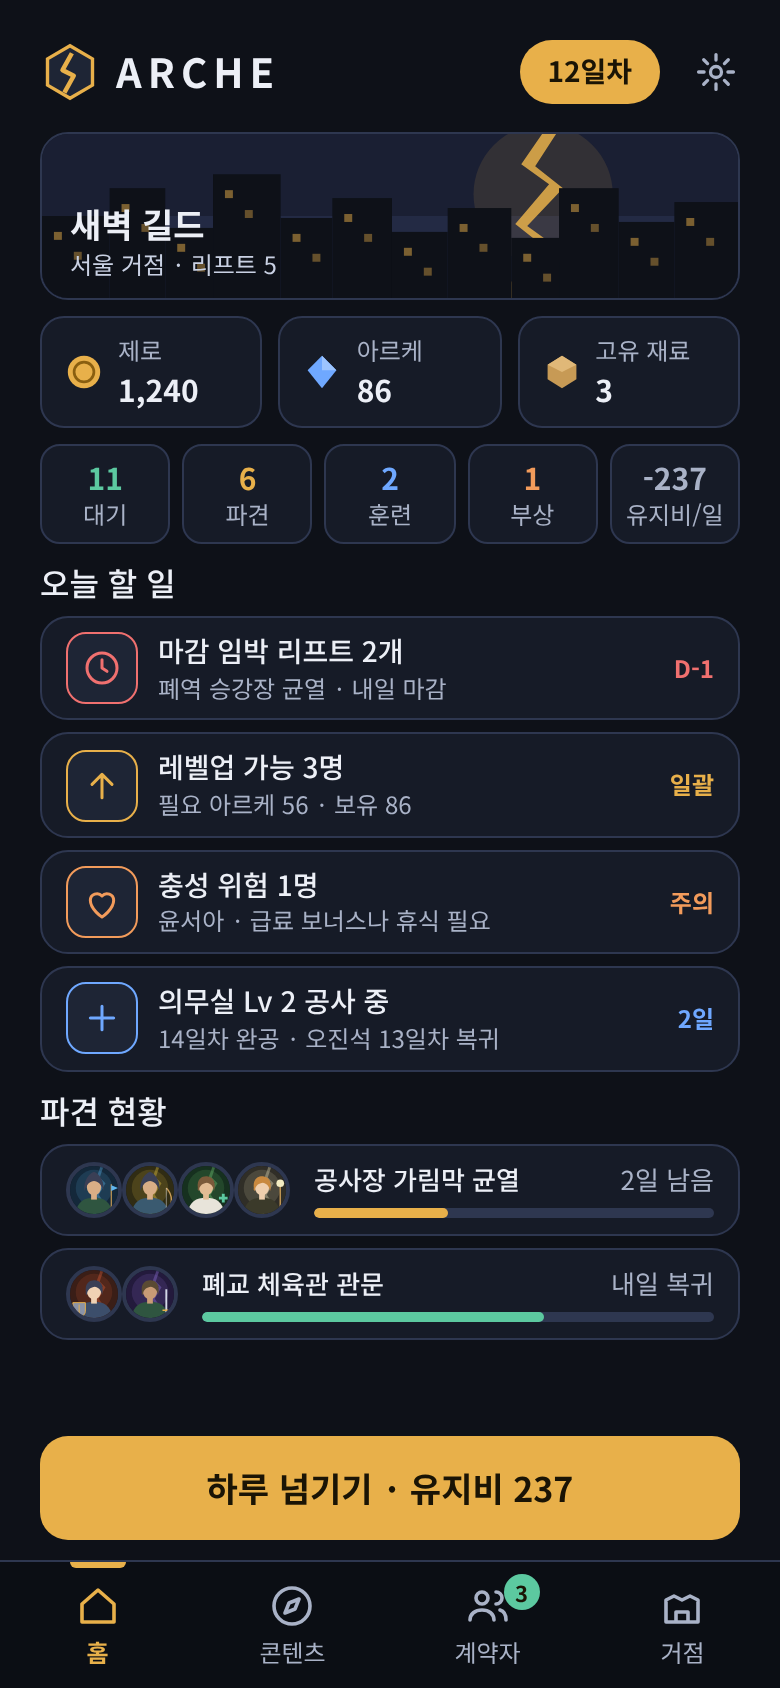 ARCHE
12일차
새벽 길드
서울 거점 · 리프트 5
제로
1,240
아르케
86
고유 재료
3
11
대기
6
파견
2
훈련
1
부상
-237
유지비/일
오늘 할 일
마감 임박 리프트 2개
폐역 승강장 균열 · 내일 마감
D-1
레벨업 가능 3명
필요 아르케 56 · 보유 86
일괄
충성 위험 1명
윤서아 · 급료 보너스나 휴식 필요
주의
의무실 Lv 2 공사 중
14일차 완공 · 오진석 13일차 복귀
2일
파견 현황
공사장 가림막 균열
2일 남음
폐교 체육관 관문
내일 복귀
하루 넘기기 · 유지비 237
홈
콘텐츠
3
계약자
거점